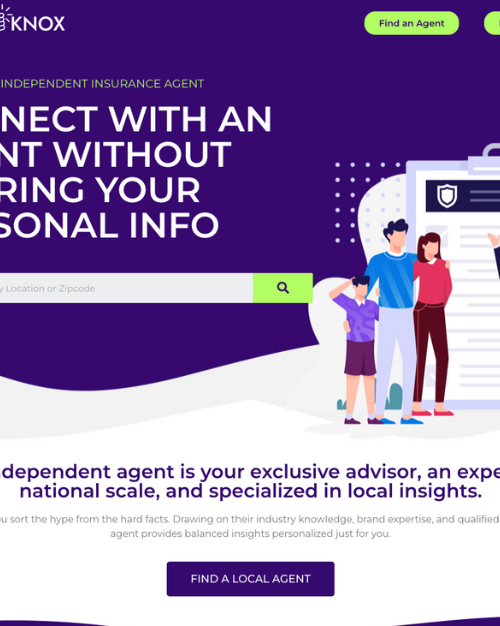 KNOX
Find an Agent
INDEPENDENT INSURANCE AGENT
NECT WITH AN
NT WITHOUT
RING YOUR
SONAL INFO
y Location or Zipcode
dependent agent is your exclusive advisor, an expe
national scale, and specialized in local insights.
ou sort the hype from the hard facts. Drawing on their industry knowledge, brand expertise, and qualified
agent provides balanced insights personalized just for you.
FIND A LOCAL AGENT